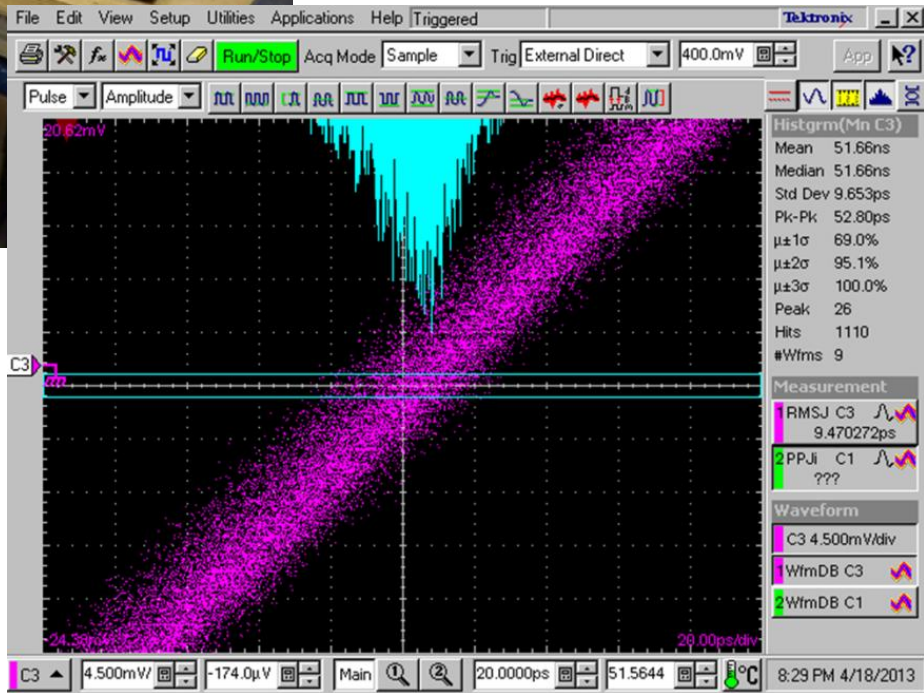 File Edit View Setup Utilities Applications Help Triggered Tektronix
Run/Stop Acq Mode Sample Trig External Direct 400.0mV App
Pulse Amplitude
20.62mV
Histgrm(Mn C3)
Mean 51.66ns
Median 51.66ns
Std Dev 9.653ps
Pk-Pk 52.80ps
µ±1σ 69.0%
µ±2σ 95.1%
µ±3σ 100.0%
Peak 26
Hits 1110
#Wfms 9
C3
Measurement
1 RMSJ C3
9.470272ps
2 PPJi C1
???
Waveform
C3 4.500mV/div
1 WfmDB C3
2 WfmDB C1
20.00ps/div
C3 4.500mV/ -174.0µV Main 1 2 20.0000ps 51.5644 °C 8:29 PM 4/18/2013